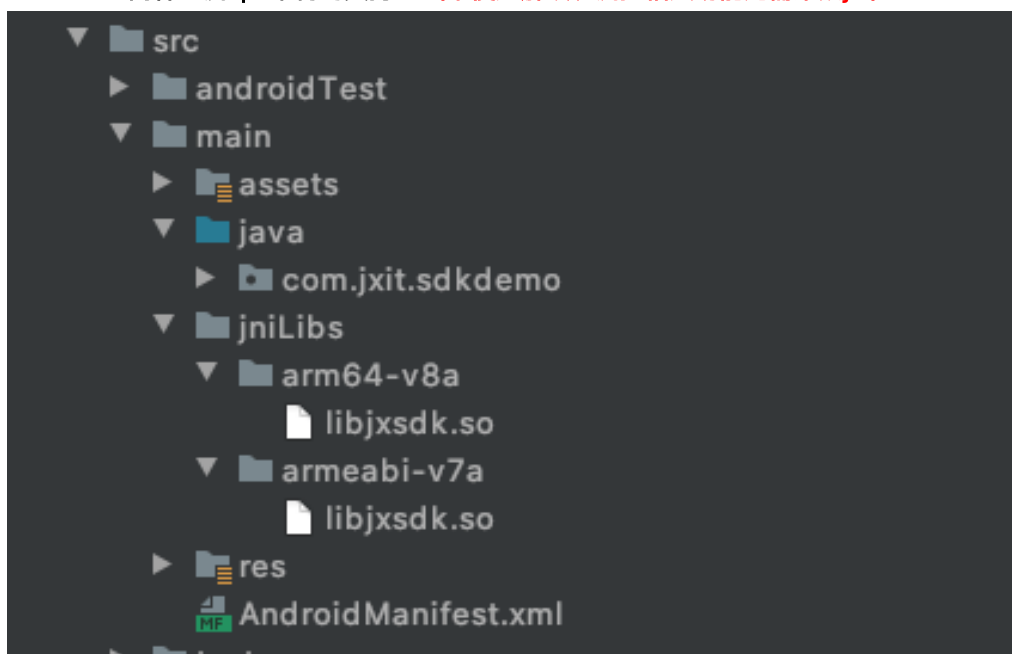 src
androidTest
main
assets
java
com.jxit.sdkdemo
jniLibs
arm64-v8a
libjxsdk.so
armeabi-v7a
libjxsdk.so
res
AndroidManifest.xml
MF